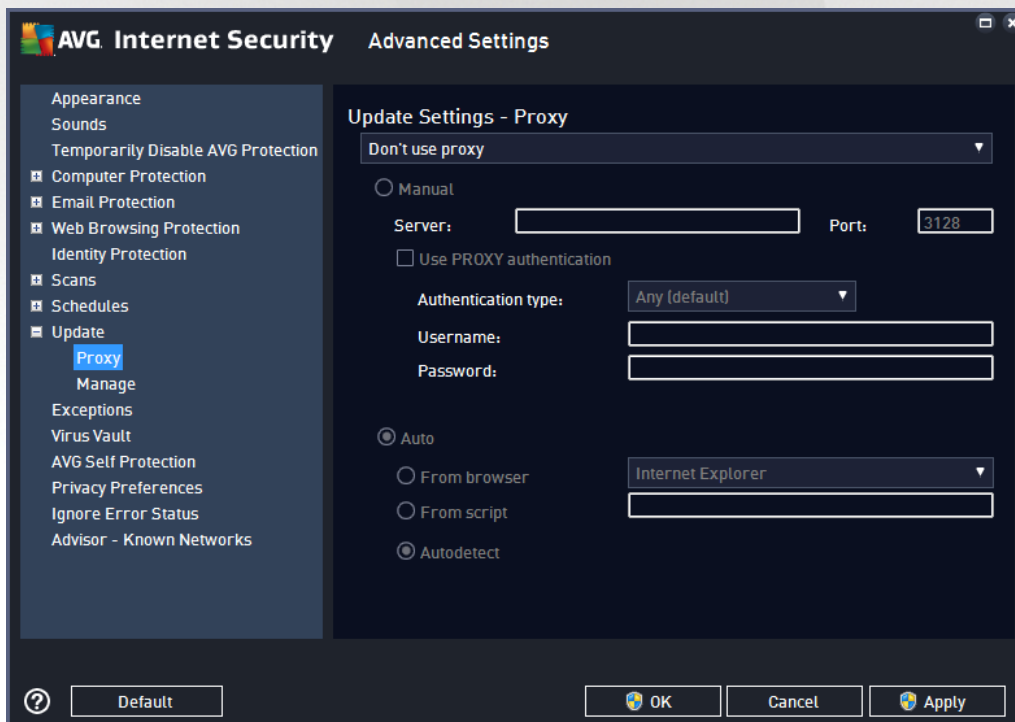 AVG. Internet Security Advanced Settings
Appearance
Sounds
Temporarily Disable AVG Protection
Computer Protection
Email Protection
Web Browsing Protection
Identity Protection
Scans
Schedules
Update
Proxy
Manage
Exceptions
Virus Vault
AVG Self Protection
Privacy Preferences
Ignore Error Status
Advisor - Known Networks
Update Settings - Proxy
Don't use proxy
Manual
Server: Port: 3128
Use PROXY authentication
Authentication type: Any (default)
Username:
Password:
Auto
From browser Internet Explorer
From script
Autodetect
? Default OK Cancel Apply